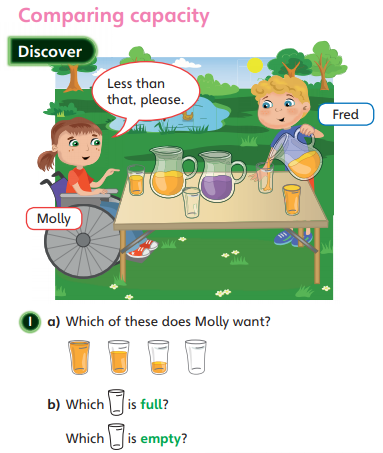 Comparing capacity
Discover
Less than
that, please.
Fred
Molly
1 a) Which of these does Molly want?
b) Which is full?
Which is empty?